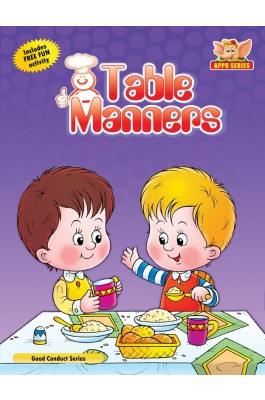 Includes
FREE FUN
activity
APPU SERIES
Table
Manners
Good Conduct Series